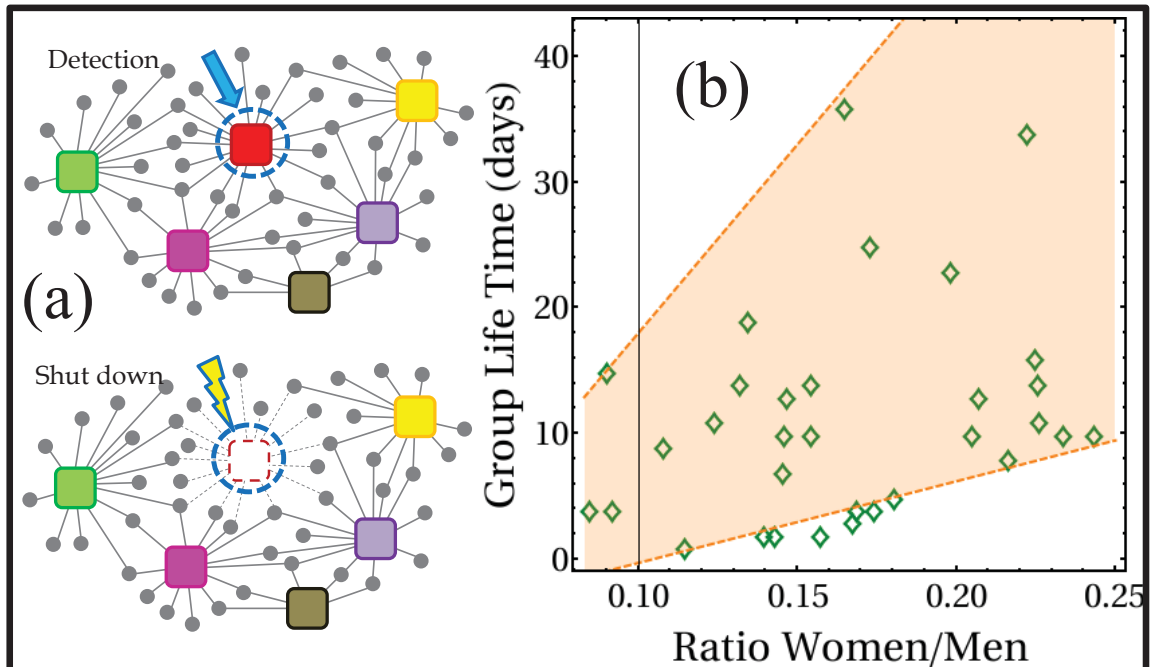 Detection
(a)
Shut down
(b)
Group Life Time (days)
40
30
20
10
0
0.10 0.15 0.20 0.25
Ratio Women/Men